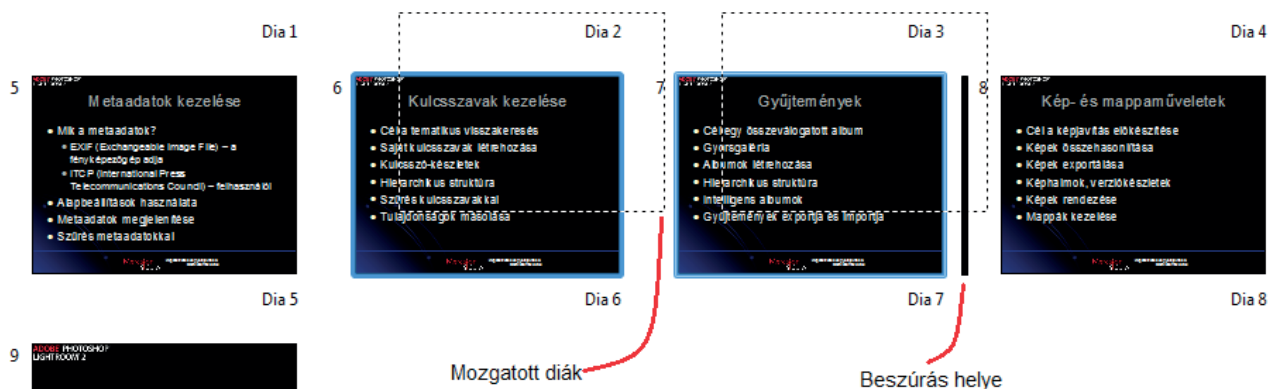 Dia 1
Dia 2
Dia 3
Dia 4
5
Metaadatok kezelése
• Mik a metaadatok?
• EXIF (Exchangeable Image File) – a
fényképezőgép adja
• ITCP (International Press
Telecommunications Council) – felhasználói
• Alapbeállítások használata
• Metaadatok megjelenítése
• Szűrés metaadatokkal
Dia 5
6
Kulcsszavak kezelése
• Célja tematikus visszakeresés
• Saját kulcsszavak létrehozása
• Kulcsszó-készletek
• Hierarchikus struktúra
• Szűrés kulcsszavakkal
• Tulajdonságok másolása
Dia 6
7
Gyűjtemények
• Cél egy összeválogatott album
• Gyorsgaléria
• Albumok létrehozása
• Hierarchikus struktúra
• Intelligens albumok
• Gyűjtemények exportja és importja
Dia 7
8
Kép- és mappaműveletek
• Cél a képjavítás előkészítése
• Képek összehasonlítása
• Képek exportálása
• Képhalmok, verziókészletek
• Képek rendezése
• Mappák kezelése
Dia 8
9
ADOBE PHOTOSHOP
LIGHTROOM 2
Mozgatott diák
Beszúrás helye